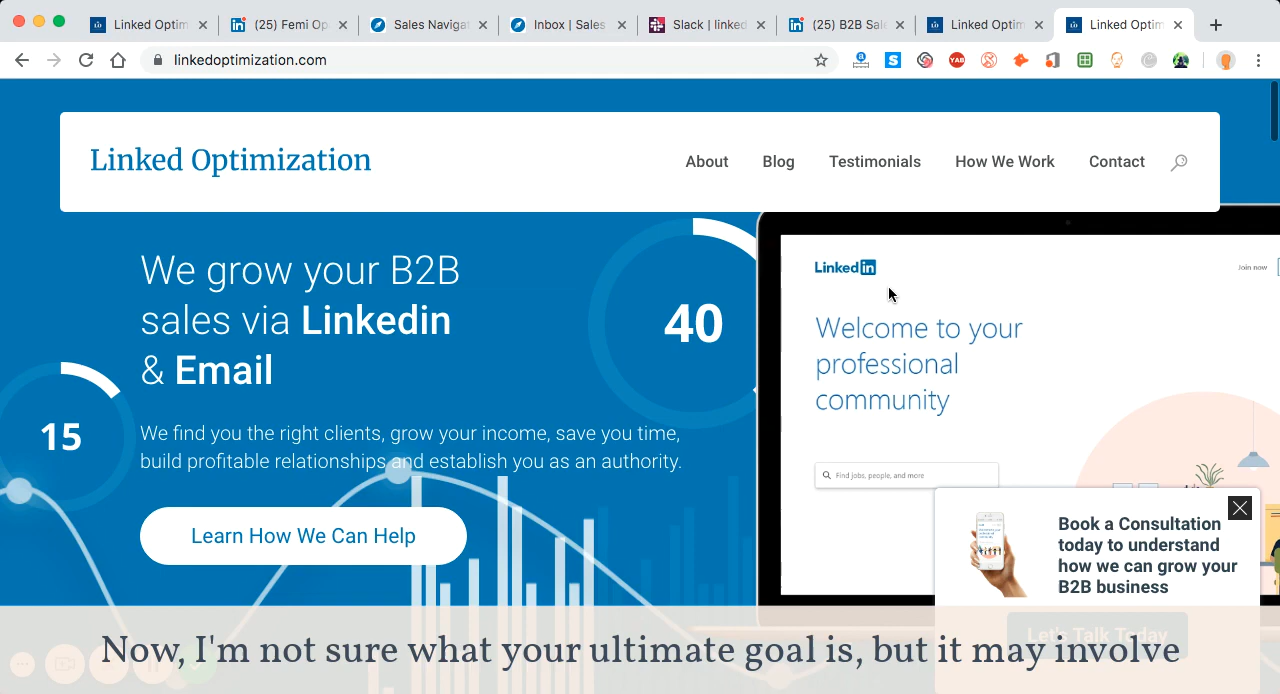 Linked Optim
(25) Femi Op
Sales Navigat
Inbox | Sales
Slack | linked
(25) B2B Sale
Linked Optim
Linked Optim
linkedoptimization.com
YAB
Linked Optimization
About
Blog
Testimonials
How We Work
Contact
We grow your B2B
sales via Linkedin
& Email
15
40
We find you the right clients, grow your income, save you time,
build profitable relationships and establish you as an authority.
Learn How We Can Help
Linked in
Join now
Welcome to your
professional
community
Find jobs, people, and more
Book a Consultation
today to understand
how we can grow your
B2B business
Let's Talk Today
Now, I'm not sure what your ultimate goal is, but it may involve